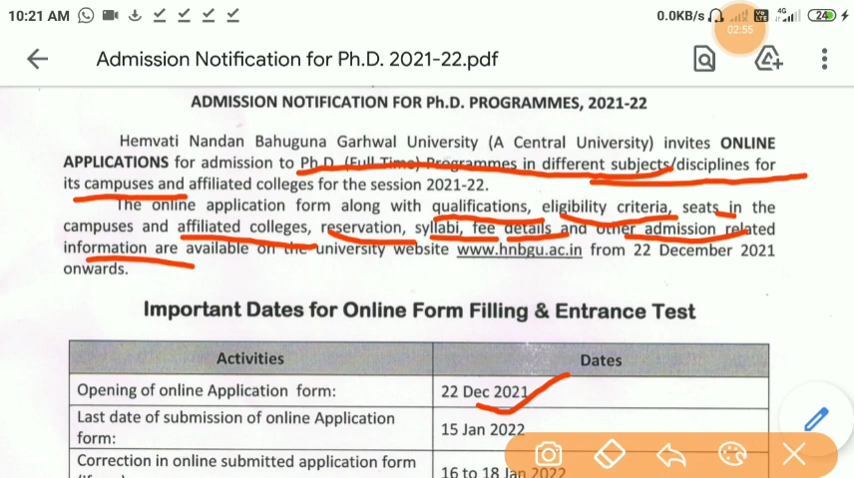 10:21 AM
0.0KB/s
VoLTE
4G
24
02:55
Admission Notification for Ph.D. 2021-22.pdf
ADMISSION NOTIFICATION FOR Ph.D. PROGRAMMES, 2021-22
Hemvati Nandan Bahuguna Garhwal University (A Central University) invites ONLINE
APPLICATIONS for admission to Ph.D. (Full Time) Programmes in different subjects/disciplines for
its campuses and affiliated colleges for the session 2021-22.
The online application form along with qualifications, eligibility criteria, seats in the
campuses and affiliated colleges, reservation, syllabi, fee details and other admission related
information are available on the university website www.hnbgu.ac.in from 22 December 2021
onwards.
Important Dates for Online Form Filling & Entrance Test
Activities Dates
Opening of online Application form: 22 Dec 2021
Last date of submission of online Application
form: 15 Jan 2022
Correction in online submitted application form
16 to 18 Jan 2022